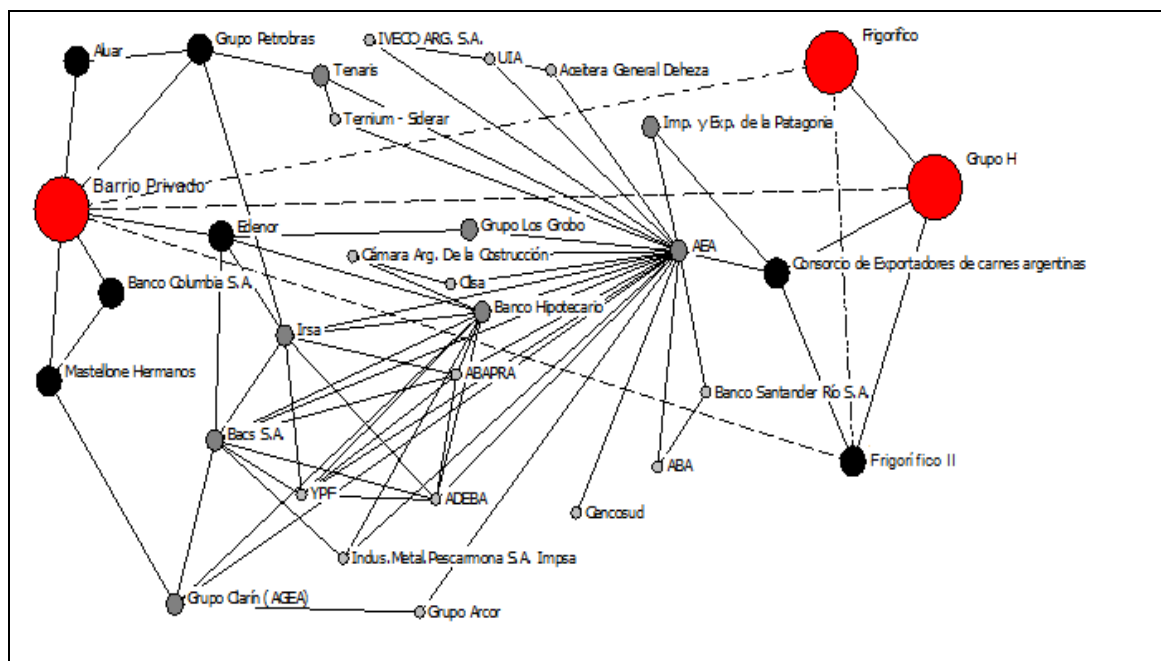 Grupo Petrobras
IVECO ARG. S.A.
Frigorífico
Aluar
UIA
Tenaris
Aceitera General Deheza
Ternium - Siderar
Imp. y Exp. de la Patagonia
Grupo H
Barrio Privado
Edenor
Grupo Los Grobo
AEA
Cámara Arg. De la Costrucción
Consorcio de Exportadores de carnes argentinas
Banco Columbia S.A.
Clisa
Banco Hipotecario
Irsa
Mastellone Hermanos
ABAPRA
Banco Santander Río S.A.
Bacs S.A.
ABA
Frigorífico II
YPF
ADEBA
Cencosud
Indus. Metal. Pescarmona S.A. Impsa
Grupo Clarín ( AGEA)
Grupo Arcor